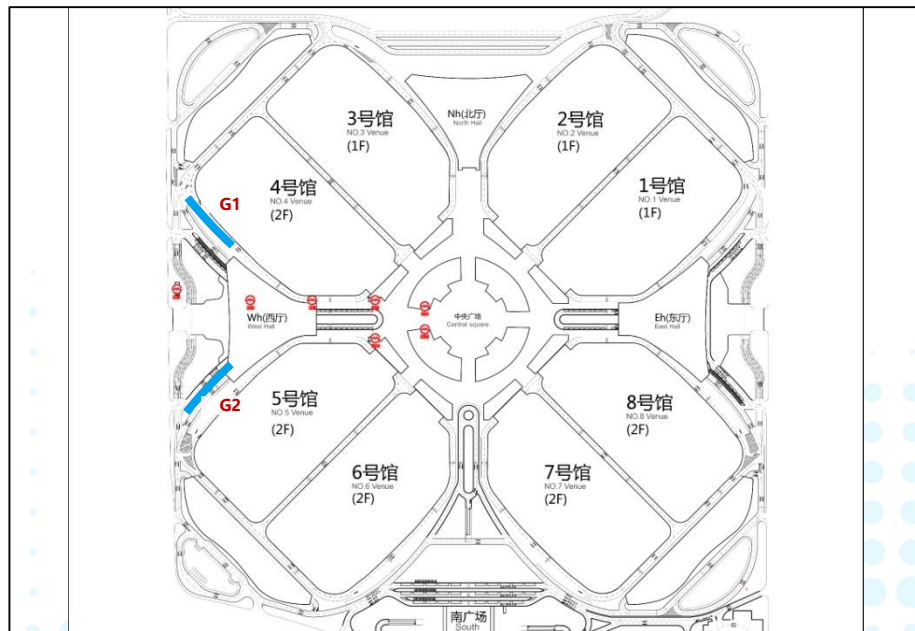 Nh(北厅)
North Hall
3号馆
NO.3 Venue
(1F)
2号馆
NO.2 Venue
(1F)
4号馆
NO.4 Venue
(2F)
1号馆
NO.1 Venue
(1F)
G1
Wh(西厅)
West Hall
中央广场
Central square
Eh(东厅)
East Hall
G2
5号馆
NO.5 Venue
(2F)
8号馆
NO.8 Venue
(2F)
6号馆
NO.6 Venue
(2F)
7号馆
NO.7 Venue
(2F)
南广场
South